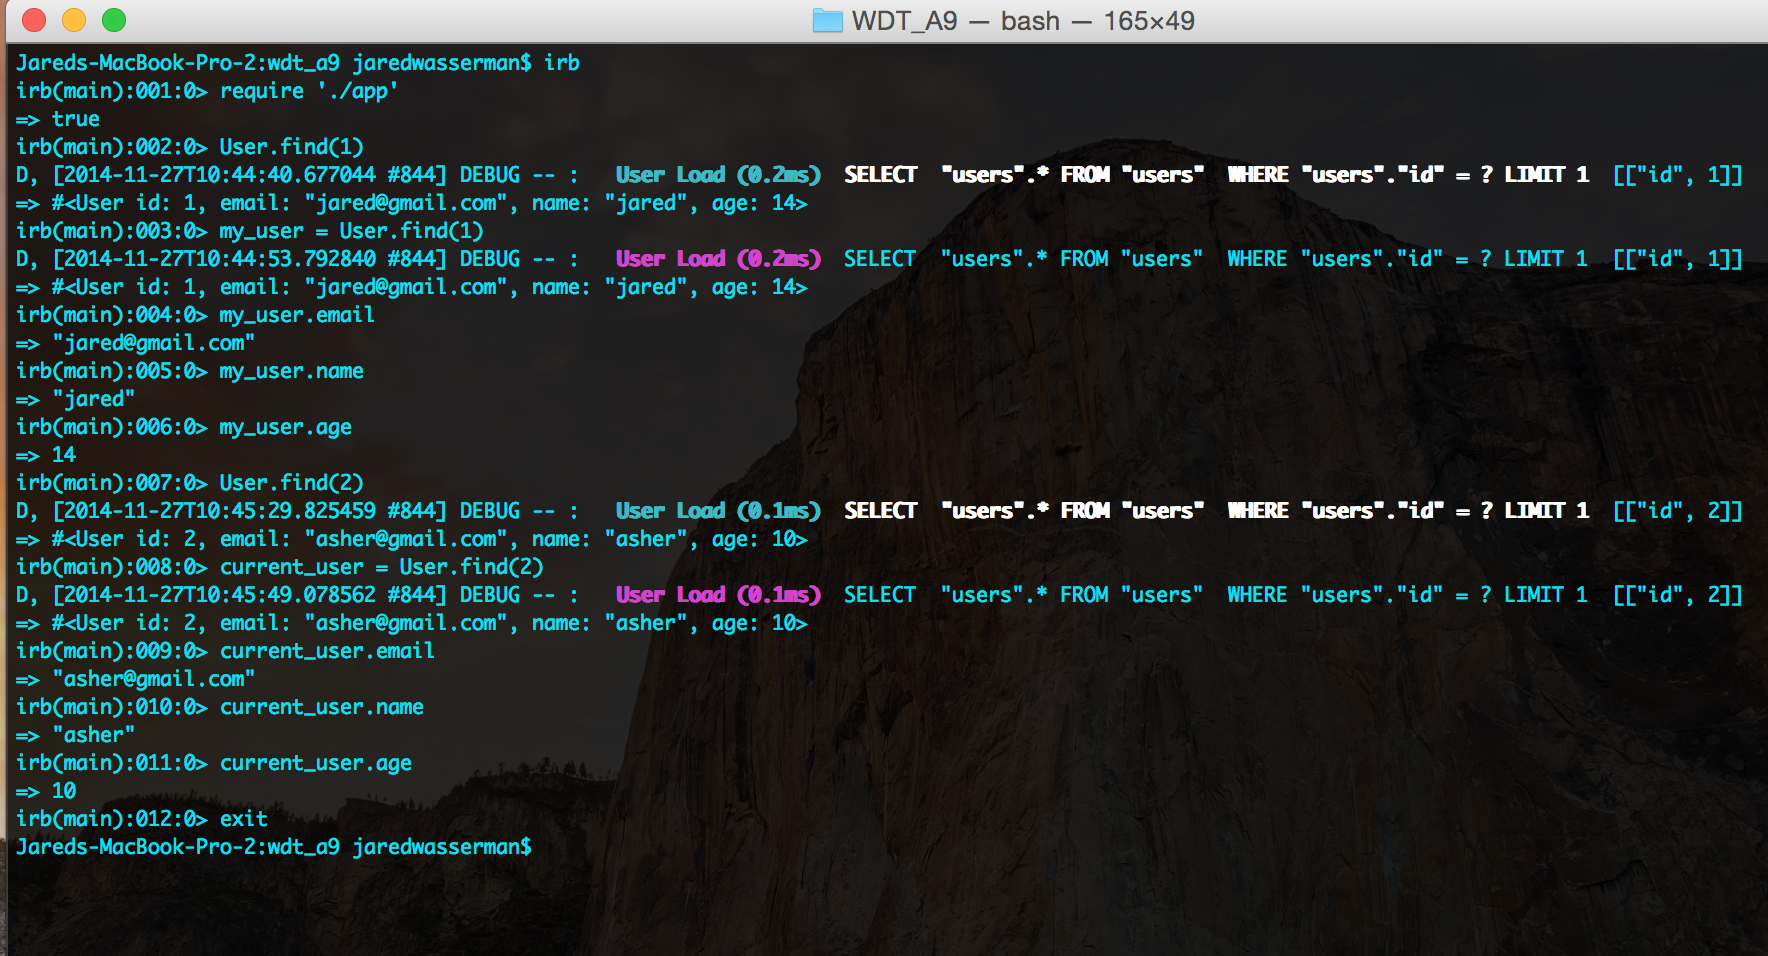 WDT_A9 — bash — 165×49
Jareds-MacBook-Pro-2:wdt_a9 jaredwasserman$ irb
irb(main):001:0> require './app'
=> true
irb(main):002:0> User.find(1)
D, [2014-11-27T10:44:40.677044 #844] DEBUG -- :   User Load (0.2ms)  SELECT  "users".* FROM "users"  WHERE "users"."id" = ? LIMIT 1  [["id", 1]]
=> #<User id: 1, email: "jared@gmail.com", name: "jared", age: 14>
irb(main):003:0> my_user = User.find(1)
D, [2014-11-27T10:44:53.792840 #844] DEBUG -- :   User Load (0.2ms)  SELECT  "users".* FROM "users"  WHERE "users"."id" = ? LIMIT 1  [["id", 1]]
=> #<User id: 1, email: "jared@gmail.com", name: "jared", age: 14>
irb(main):004:0> my_user.email
=> "jared@gmail.com"
irb(main):005:0> my_user.name
=> "jared"
irb(main):006:0> my_user.age
=> 14
irb(main):007:0> User.find(2)
D, [2014-11-27T10:45:29.825459 #844] DEBUG -- :   User Load (0.1ms)  SELECT  "users".* FROM "users"  WHERE "users"."id" = ? LIMIT 1  [["id", 2]]
=> #<User id: 2, email: "asher@gmail.com", name: "asher", age: 10>
irb(main):008:0> current_user = User.find(2)
D, [2014-11-27T10:45:49.078562 #844] DEBUG -- :   User Load (0.1ms)  SELECT  "users".* FROM "users"  WHERE "users"."id" = ? LIMIT 1  [["id", 2]]
=> #<User id: 2, email: "asher@gmail.com", name: "asher", age: 10>
irb(main):009:0> current_user.email
=> "asher@gmail.com"
irb(main):010:0> current_user.name
=> "asher"
irb(main):011:0> current_user.age
=> 10
irb(main):012:0> exit
Jareds-MacBook-Pro-2:wdt_a9 jaredwasserman$